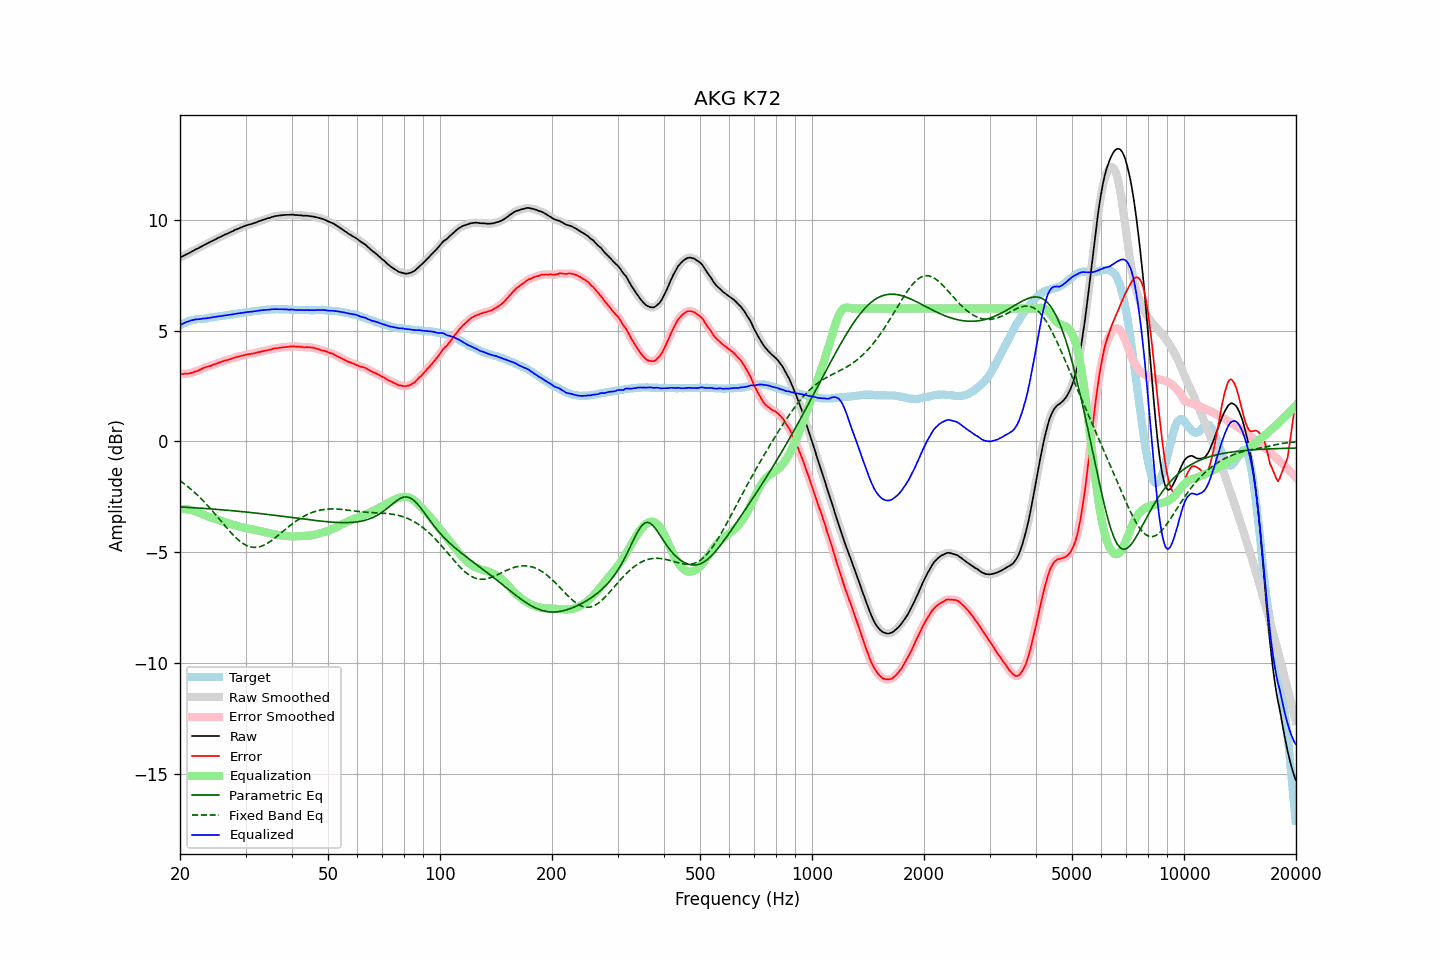 AKG K72
Amplitude (dBr)
10
5
0
−5
−10
−15
Target
Raw Smoothed
Error Smoothed
Raw
Error
Equalization
Parametric Eq
Fixed Band Eq
Equalized
20 50 100 200 500 1000 2000 5000 10000 20000
Frequency (Hz)